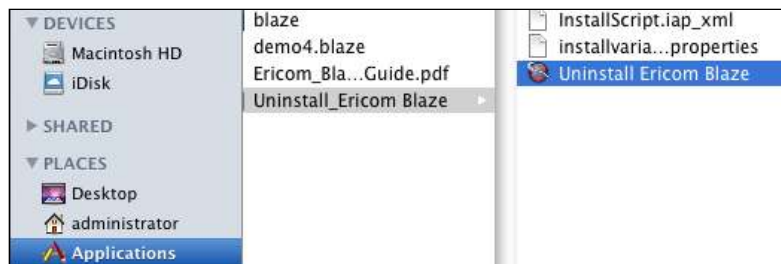 DEVICES
Macintosh HD
iDisk
SHARED
PLACES
Desktop
administrator
Applications
blaze
demo4.blaze
Ericom_Bla...Guide.pdf
Uninstall_Ericom Blaze
InstallScript.iap_xml
installvaria...properties
Uninstall Ericom Blaze